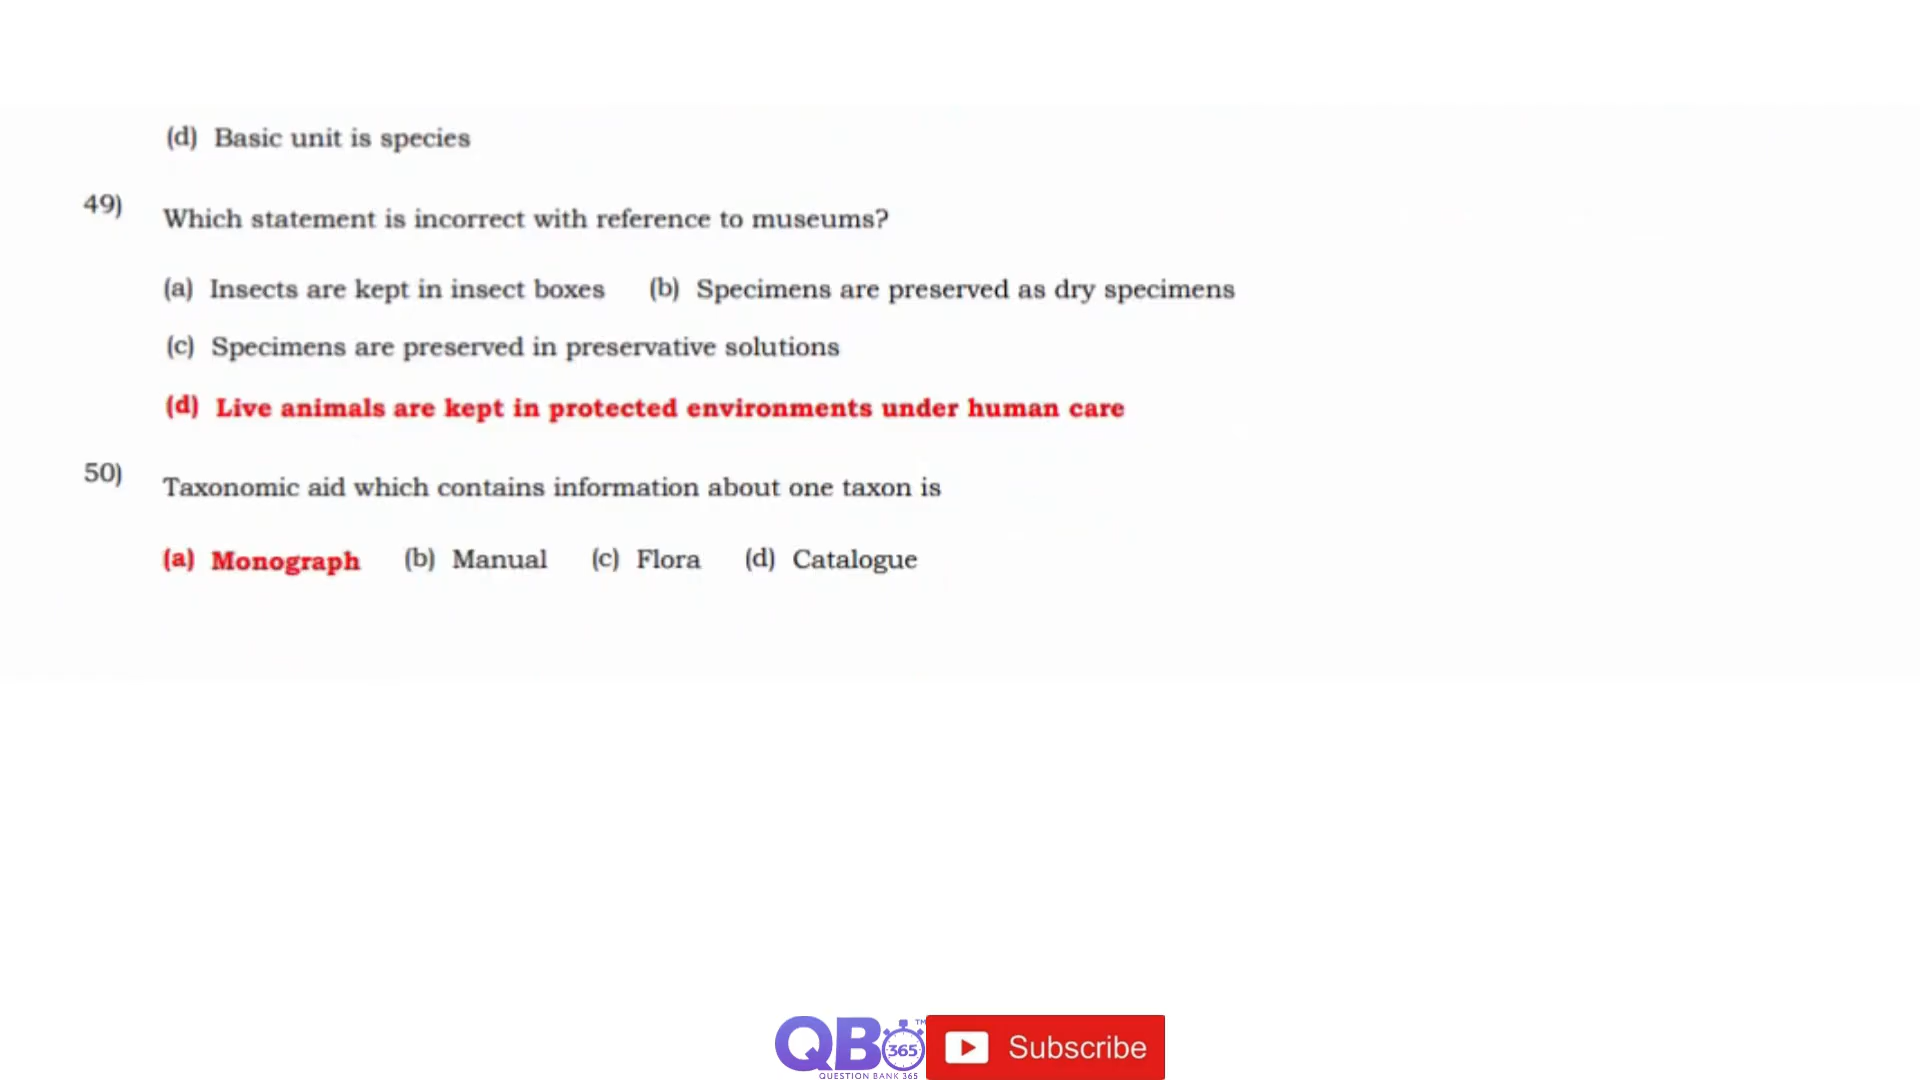 (d) Basic unit is species
49) Which statement is incorrect with reference to museums?
(a) Insects are kept in insect boxes (b) Specimens are preserved as dry specimens
(c) Specimens are preserved in preservative solutions
(d) Live animals are kept in protected environments under human care
50) Taxonomic aid which contains information about one taxon is
(a) Monograph (b) Manual (c) Flora (d) Catalogue
QB 365 ™
QUESTION BANK 365
Subscribe